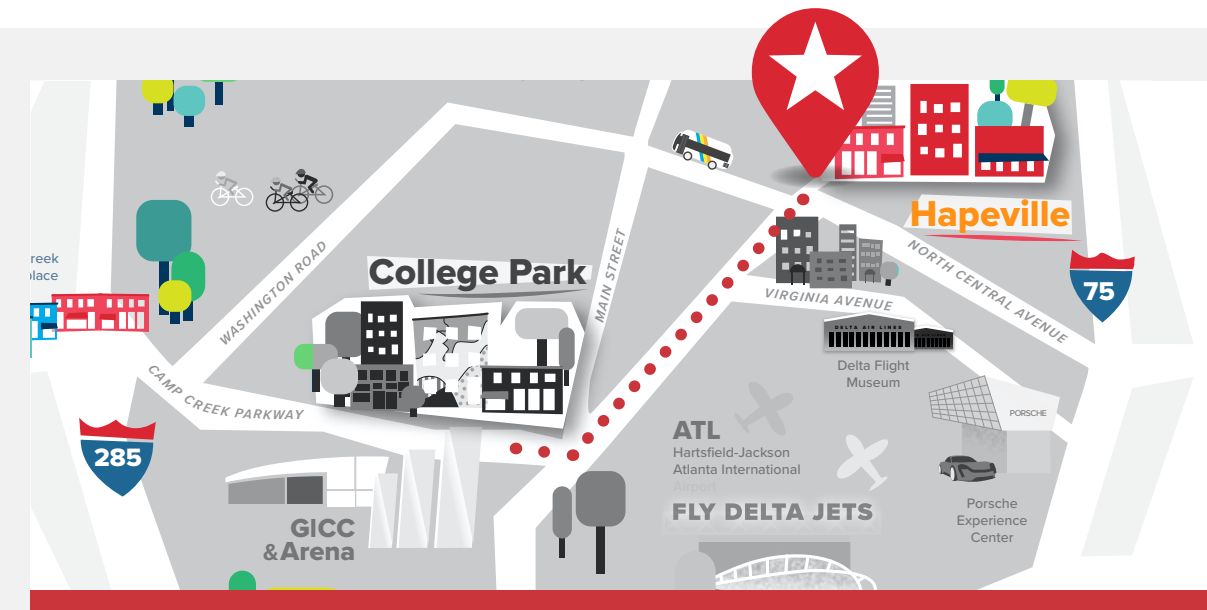 Hapeville
NORTH CENTRAL AVENUE
75
reek
place
College Park
WASHINGTON ROAD
MAIN STREET
VIRGINIA AVENUE
DELTA AIR LINES
Delta Flight
Museum
CAMP CREEK PARKWAY
285
PORSCHE
ATL
Hartsfield-Jackson
Atlanta International
Airport
FLY DELTA JETS
Porsche
Experience
Center
GICC
&Arena